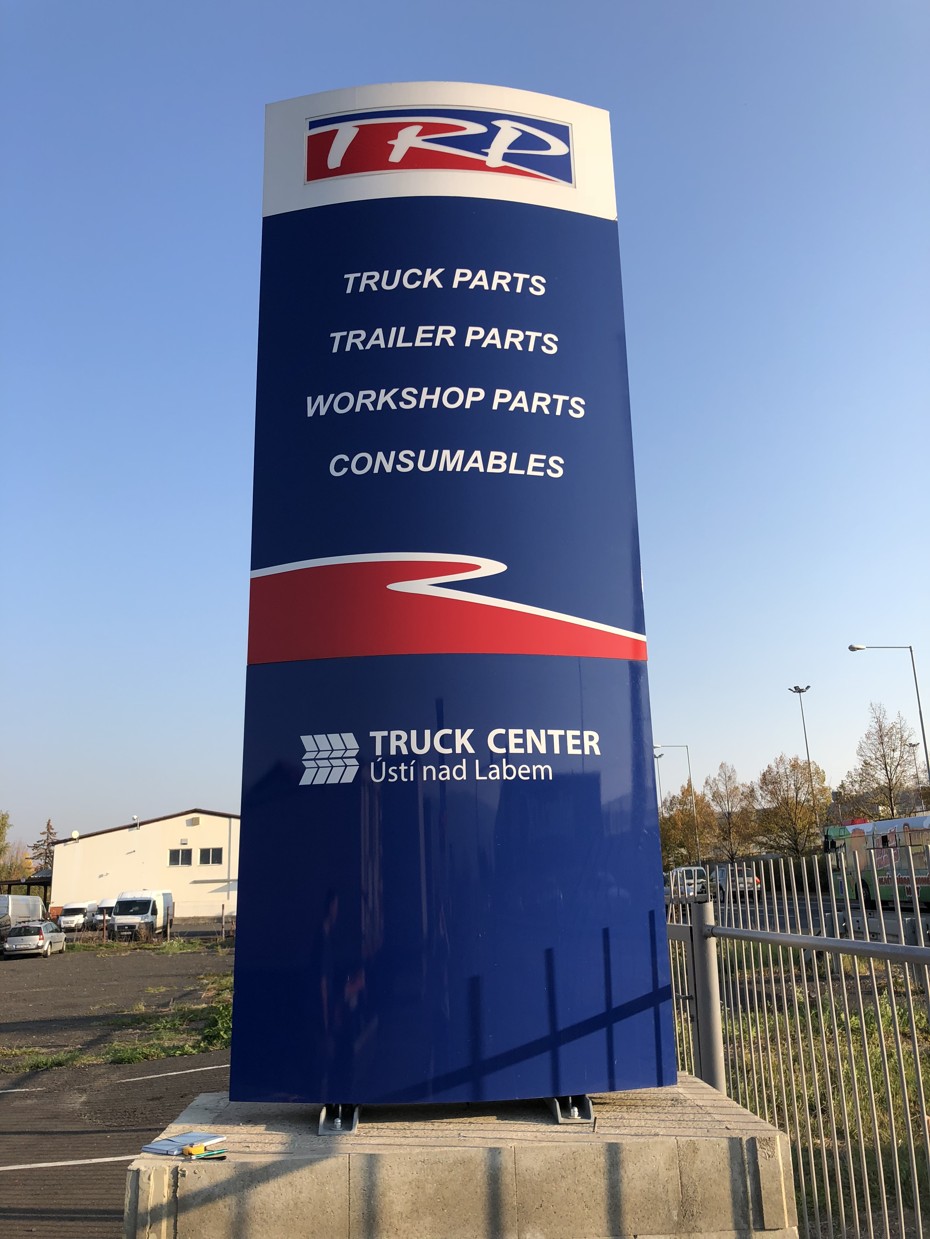 TRP
TRUCK PARTS
TRAILER PARTS
WORKSHOP PARTS
CONSUMABLES
TRUCK CENTER
Ústí nad Labem